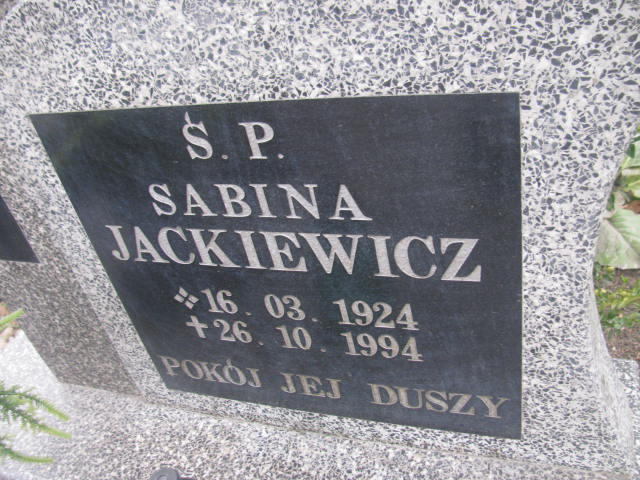 Ś. P.
SABINA
JACKIEWICZ
16. 03. 1924
✝26. 10. 1994
POKÓJ JEJ DUSZY